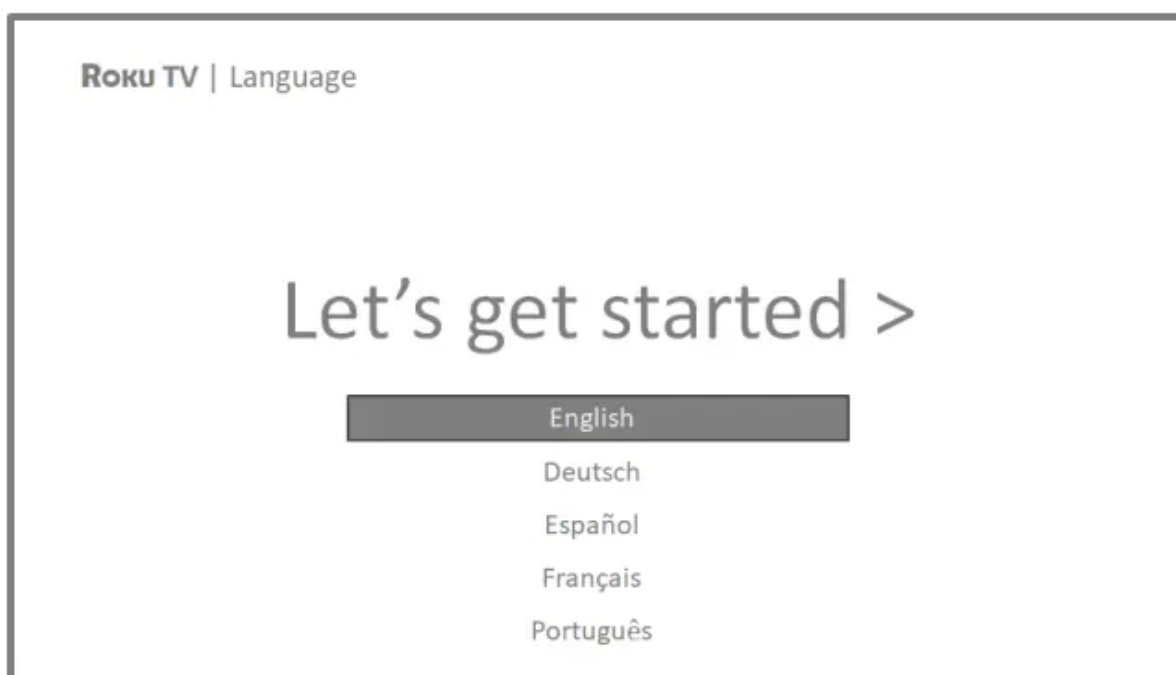 ROKU TV | Language
Let’s get started >
English
Deutsch
Español
Français
Português